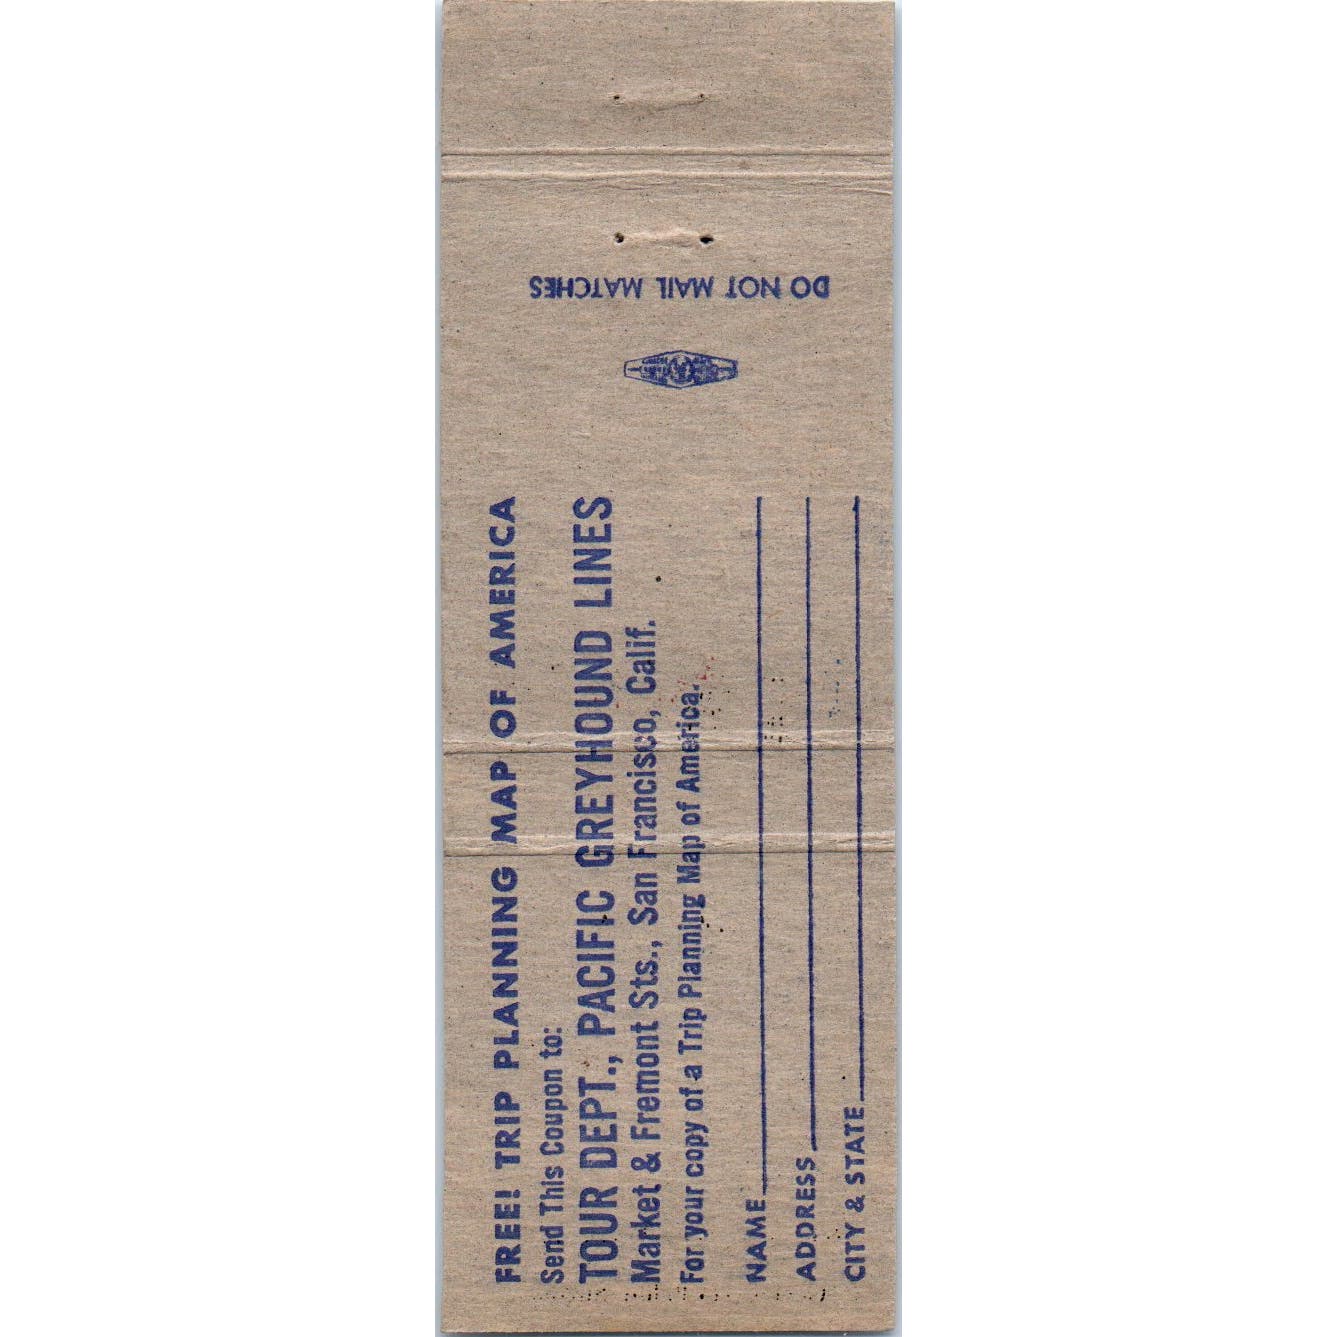 DO NOT MAIL MATCHES
FREE! TRIP PLANNING MAP OF AMERICA
Send This Coupon to:
TOUR DEPT., PACIFIC GREYHOUND LINES
Market & Fremont Sts., San Francisco, Calif.
For your copy of a Trip Planning Map of America.
NAME
ADDRESS
CITY & STATE